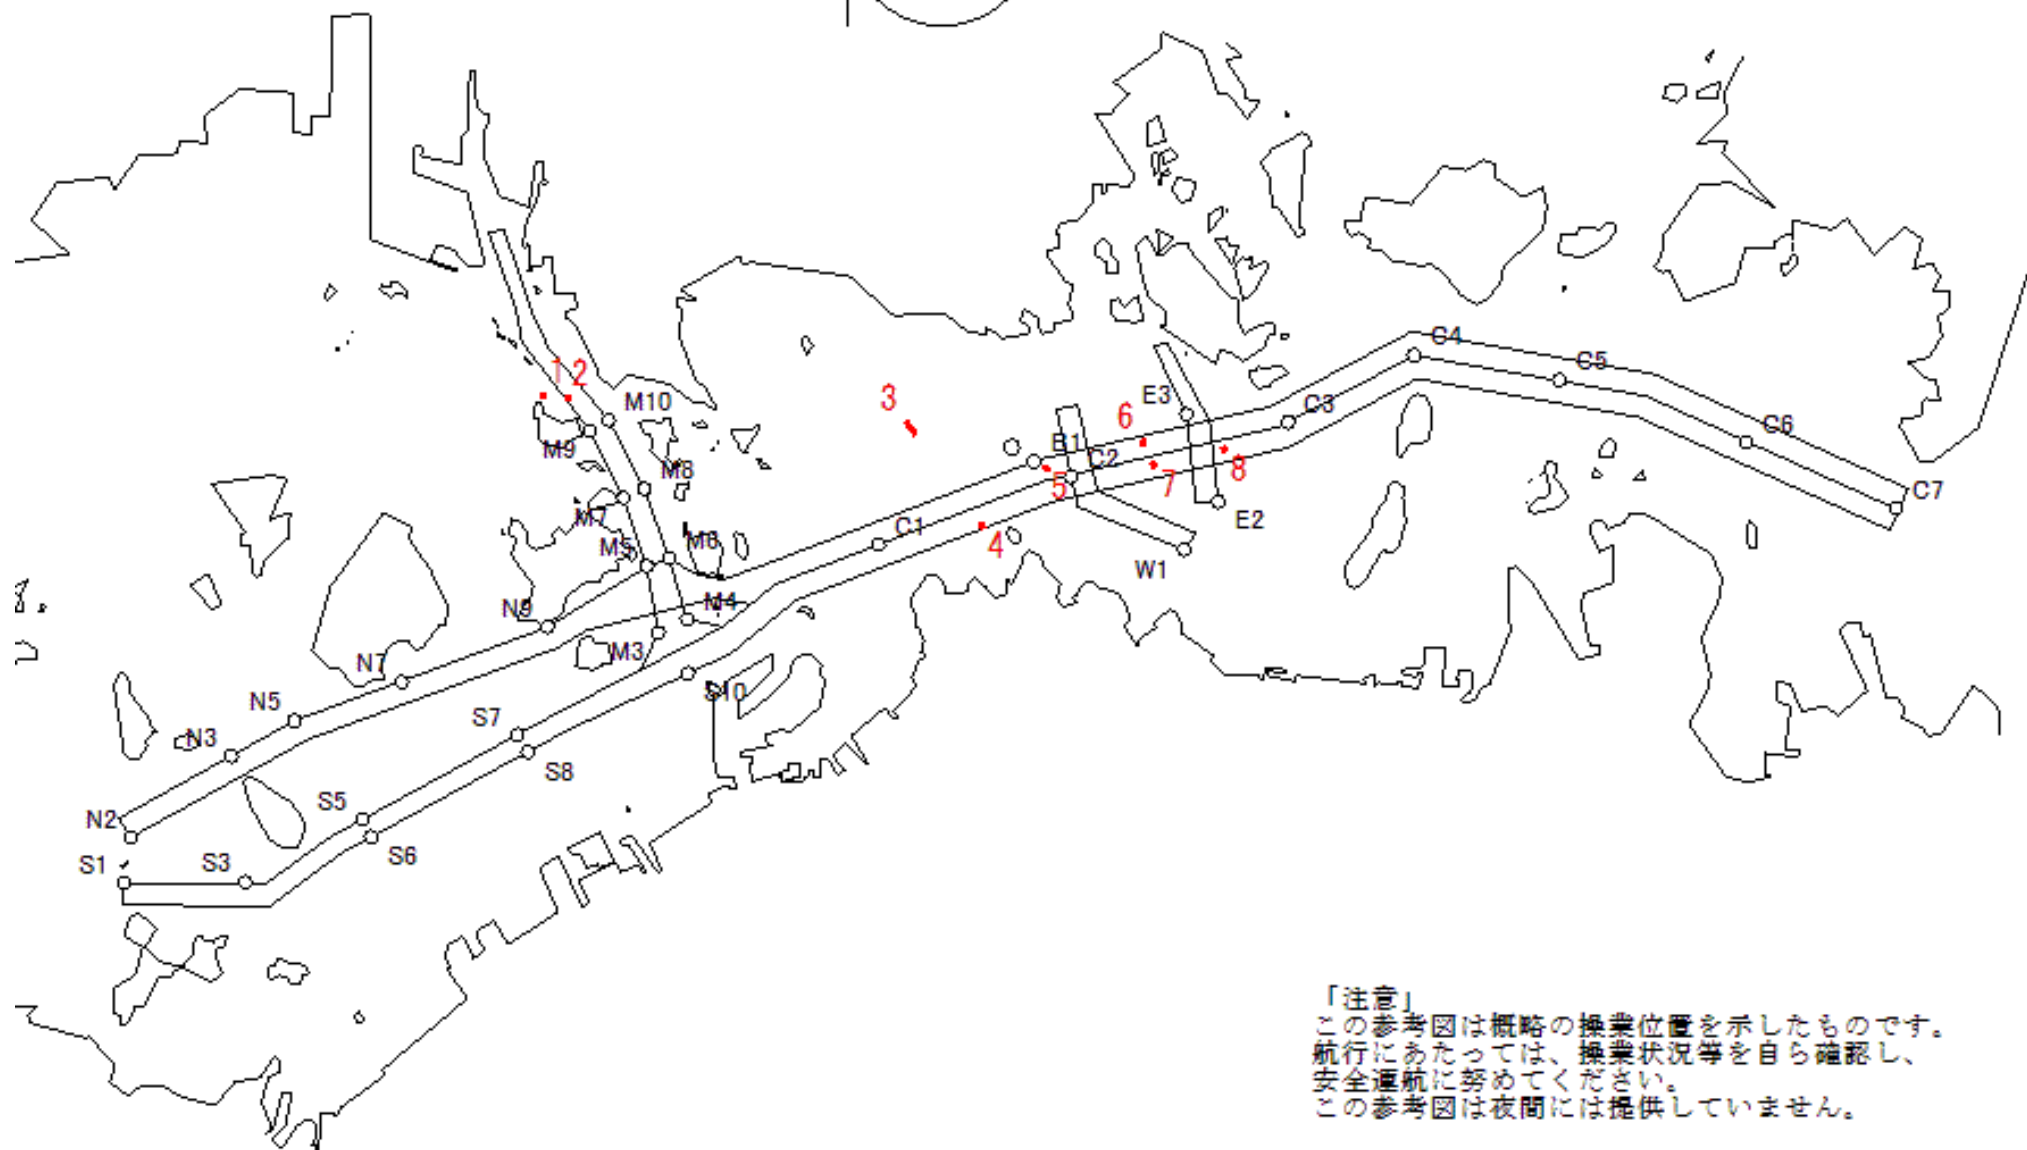 C4
C5
1 2
M10
3
E3
C3
6
C6
M9
B1
C2
M8
8
5
7
C7
M7
E2
C1
M5
M6
4
W1
N9
M4
M3
N7
S10
N5
S7
N3
S8
S5
N2
S6
S1
S3
「注意」
この参考図は概略の操業位置を示したものです。
航行にあたっては、操業状況等を自ら確認し、
安全運航に努めてください。
この参考図は夜間には提供していません。